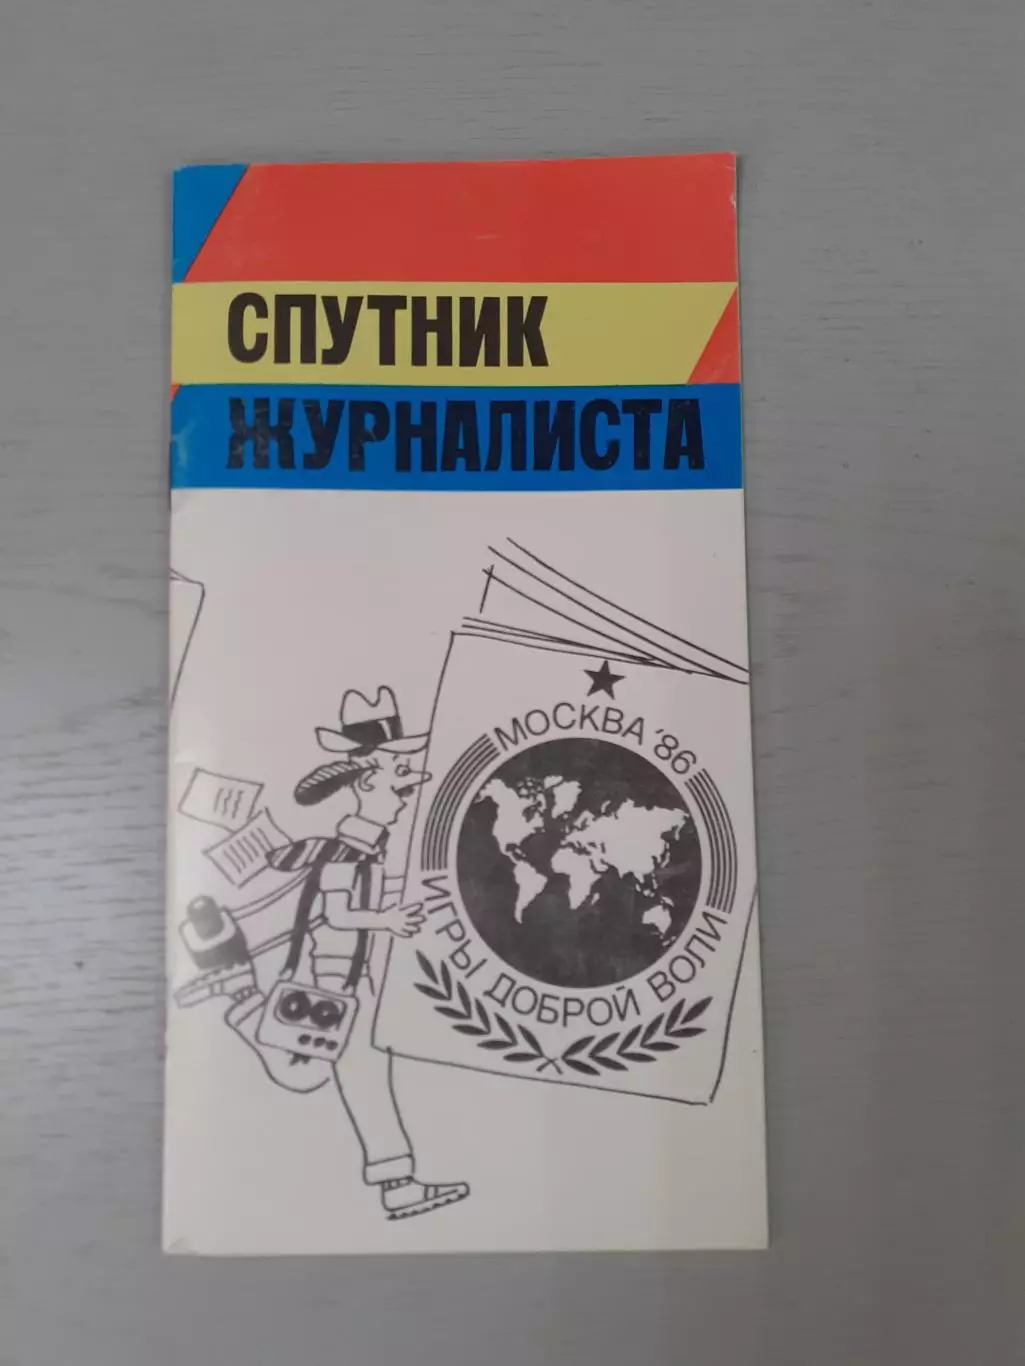 СПУТНИК
ЖУРНАЛИСТА
МОСКВА '86
ИГРЫ ДОБРОЙ ВОЛИ